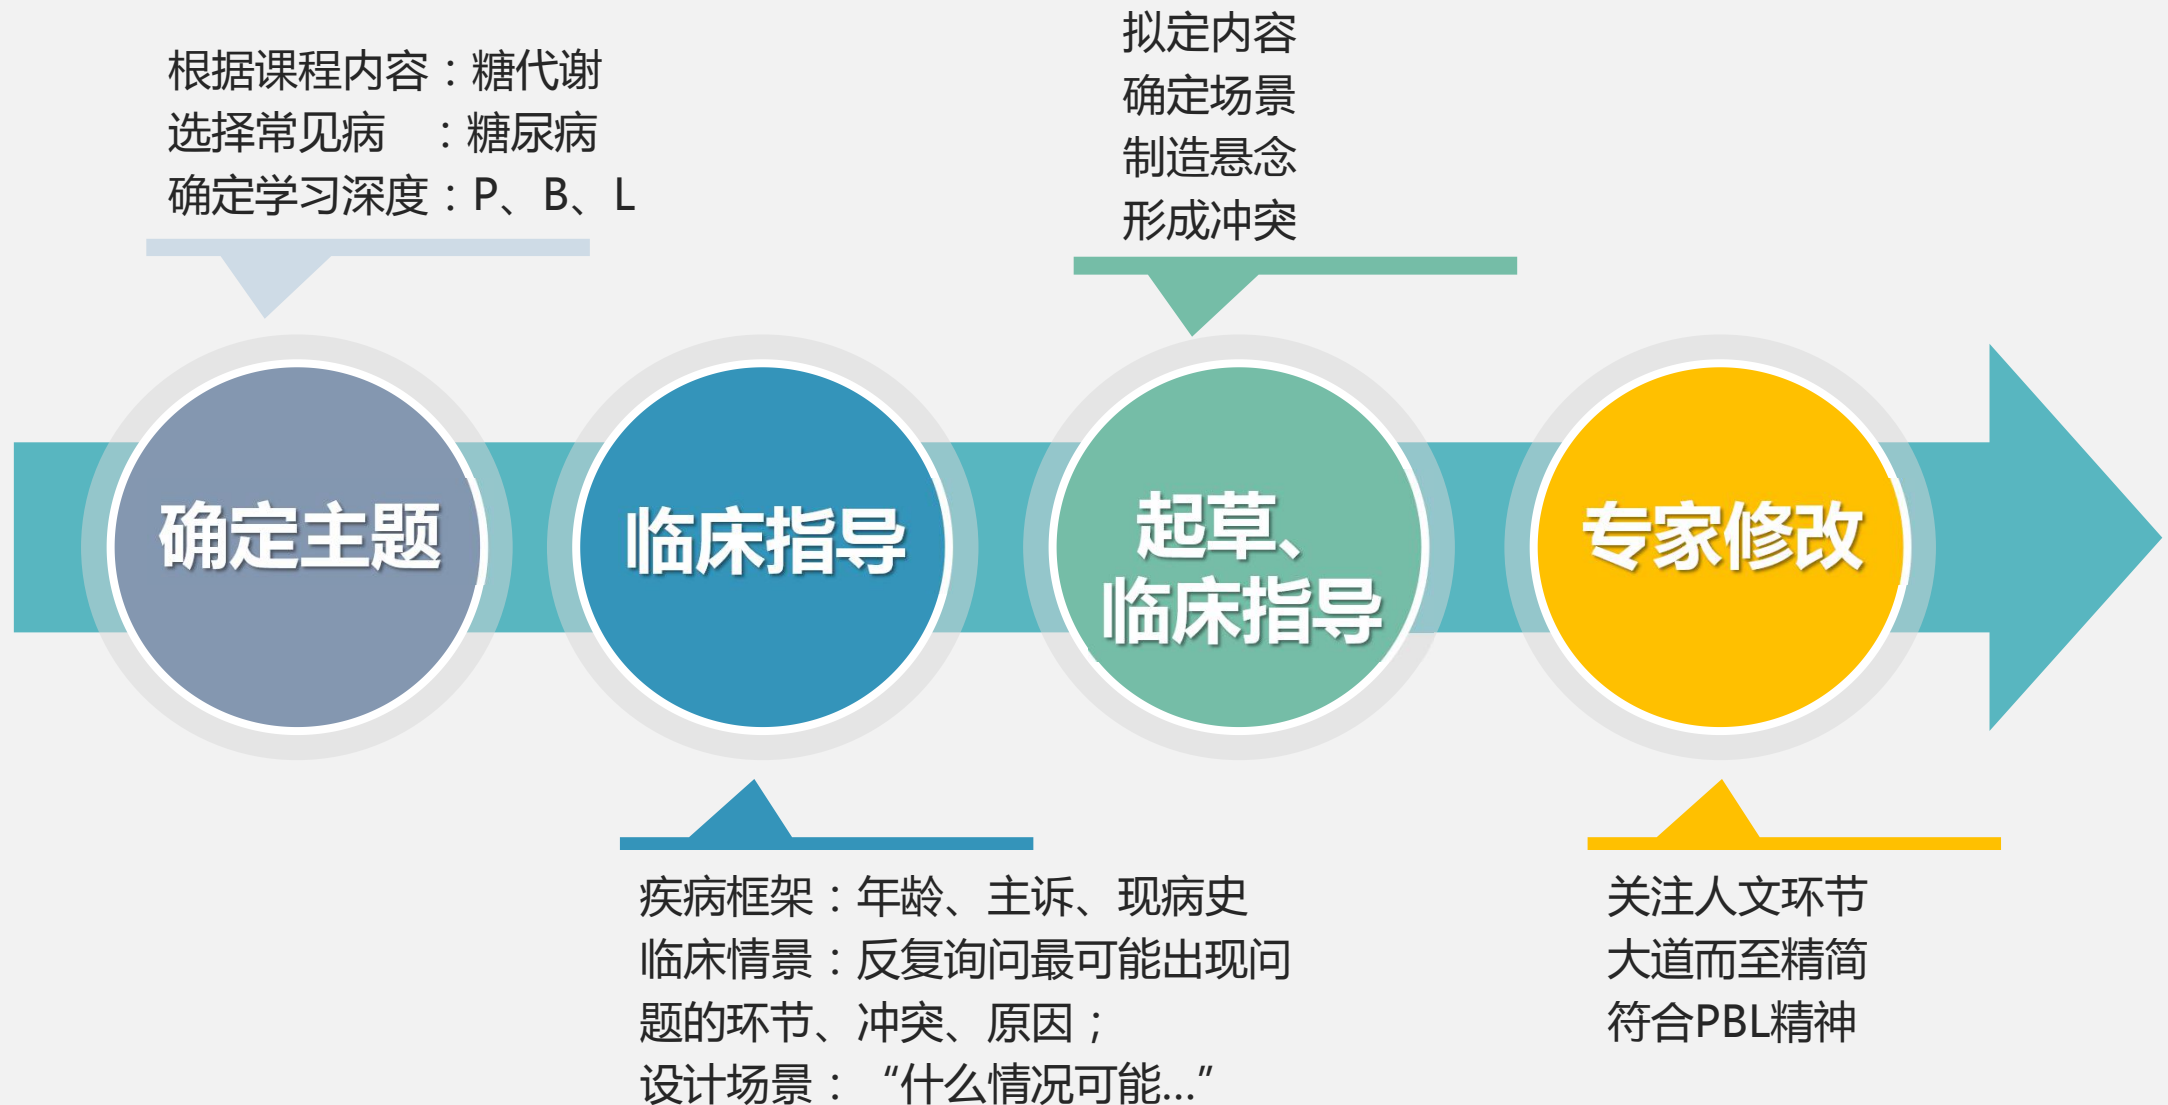 根据课程内容：糖代谢
选择常见病　：糖尿病
确定学习深度：P、B、L
拟定内容
确定场景
制造悬念
形成冲突
确定主题
临床指导
起草、
临床指导
专家修改
疾病框架：年龄、主诉、现病史
临床情景：反复询问最可能出现问
题的环节、冲突、原因；
设计场景：“什么情况可能...”
关注人文环节
大道而至精简
符合PBL精神